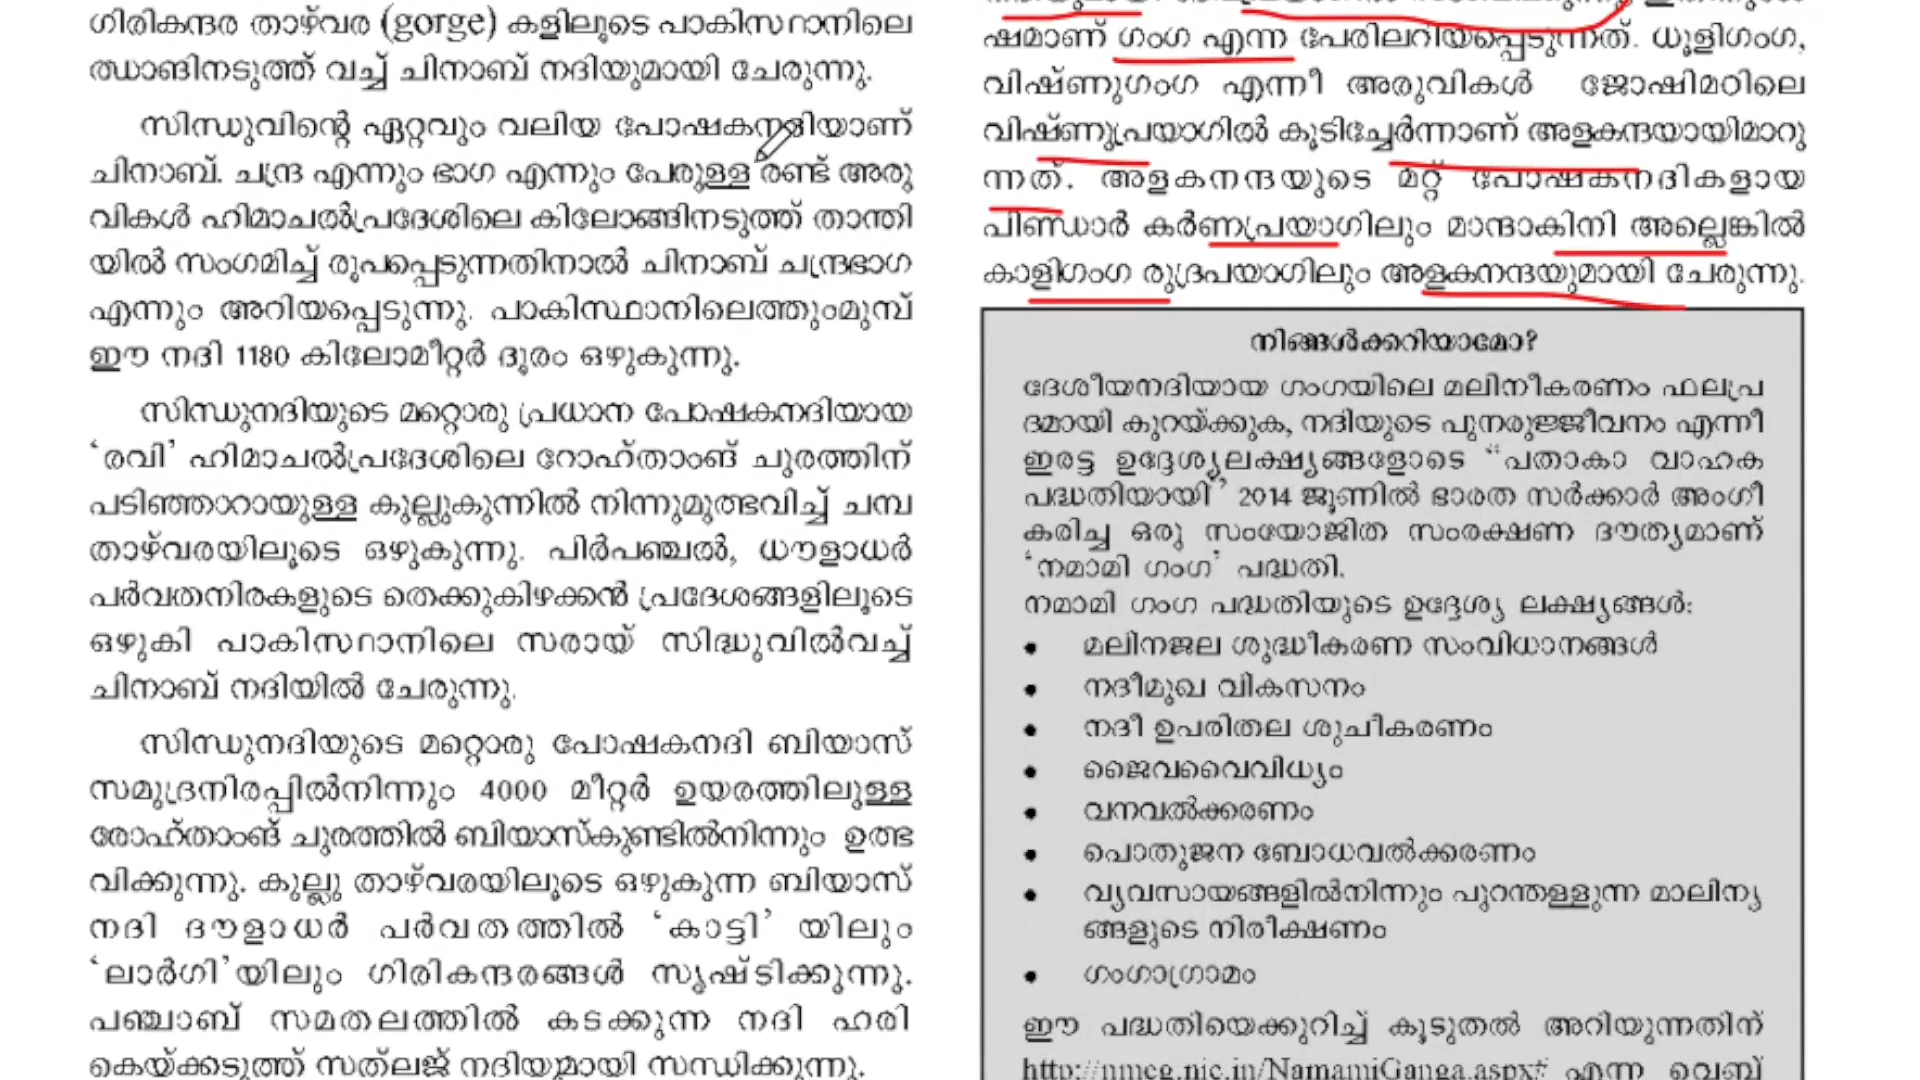 ഗിരികന്ദര താഴ്‌വര (gorge) കളിലൂടെ പാകിസ്ഥാനിലെ
ഝാങിനടുത്ത് വച്ച് ചിനാബ് നദിയുമായി ചേരുന്നു.
സിന്ധുവിന്റെ ഏറ്റവും വലിയ പോഷകനദിയാണ്
ചിനാബ്. ചന്ദ്ര എന്നും ഭാഗ എന്നും പേരുള്ള രണ്ട് അരു
വികൾ ഹിമാചൽപ്രദേശിലെ കിലോങ്ങിനടുത്ത് താന്തി
യിൽ സംഗമിച്ച് രൂപപ്പെടുന്നതിനാൽ ചിനാബ് ചന്ദ്രഭാഗ
എന്നും അറിയപ്പെടുന്നു. പാകിസ്ഥാനിലെത്തുംമുമ്പ്
ഈ നദി 1180 കിലോമീറ്റർ ദൂരം ഒഴുകുന്നു.
സിന്ധുനദിയുടെ മറ്റൊരു പ്രധാന പോഷകനദിയായ
‘രവി’ ഹിമാചൽപ്രദേശിലെ റോഹ്താംങ് ചുരത്തിന്
പടിഞ്ഞാറായുള്ള കുല്ലുകുന്നിൽ നിന്നുമുത്ഭവിച്ച് ചമ്പ
താഴ്‌വരയിലൂടെ ഒഴുകുന്നു. പിർപഞ്ചൽ, ധൗളാധർ
പർവതനിരകളുടെ തെക്കുകിഴക്കൻ പ്രദേശങ്ങളിലൂടെ
ഒഴുകി പാകിസ്ഥാനിലെ സരായ് സിദ്ധുവിൽവച്ച്
ചിനാബ് നദിയിൽ ചേരുന്നു.
സിന്ധുനദിയുടെ മറ്റൊരു പോഷകനദി ബിയാസ്
സമുദ്രനിരപ്പിൽനിന്നും 4000 മീറ്റർ ഉയരത്തിലുള്ള
രോഹ്താംങ് ചുരത്തിൽ ബിയാസ്കുണ്ടിൽനിന്നും ഉത്ഭ
വിക്കുന്നു. കുല്ലു താഴ്‌വരയിലൂടെ ഒഴുകുന്ന ബിയാസ്
നദി ദൗളാധർ പർവതത്തിൽ ‘കാട്ടി’ യിലും
‘ലാർഗി’യിലും ഗിരികന്ദരങ്ങൾ സൃഷ്ടിക്കുന്നു.
പഞ്ചാബ് സമതലത്തിൽ കടക്കുന്ന നദി ഹരി
കെയ്ക്കടുത്ത് സത്‌ലജ് നദിയുമായി സന്ധിക്കുന്നു.
ഷമാണ് ഗംഗ എന്ന പേരിലറിയപ്പെടുന്നത്. ധൂളിഗംഗ,
വിഷ്ണുഗംഗ എന്നീ അരുവികൾ ജോഷിമഠിലെ
വിഷ്ണുപ്രയാഗിൽ കൂടിച്ചേർന്നാണ് അളകന്ദയായിമാറു
ന്നത്. അളകനന്ദയുടെ മറ്റ് പോഷകനദികളായ
പിണ്ഡാർ കർണപ്രയാഗിലും മാന്ദാകിനി അല്ലെങ്കിൽ
കാളിഗംഗ രുദ്രപയാഗിലും അളകനന്ദയുമായി ചേരുന്നു.
നിങ്ങൾക്കറിയാമോ?
ദേശീയനദിയായ ഗംഗയിലെ മലിനീകരണം ഫലപ്ര
ദമായി കുറയ്ക്കുക, നദിയുടെ പുനരുജ്ജീവനം എന്നീ
ഇരട്ട ഉദ്ദേശ്യലക്ഷ്യങ്ങളോടെ “പതാകാ വാഹക
പദ്ധതിയായി” 2014 ജൂണിൽ ഭാരത സർക്കാർ അംഗീ
കരിച്ച ഒരു സംയോജിത സംരക്ഷണ ദൗത്യമാണ്
‘നമാമി ഗംഗ’ പദ്ധതി.
നമാമി ഗംഗ പദ്ധതിയുടെ ഉദ്ദേശ്യ ലക്ഷ്യങ്ങൾ:
• മലിനജല ശുദ്ധീകരണ സംവിധാനങ്ങൾ
• നദീമുഖ വികസനം
• നദീ ഉപരിതല ശുചീകരണം
• ജൈവവൈവിധ്യം
• വനവൽക്കരണം
• പൊതുജന ബോധവൽക്കരണം
• വ്യവസായങ്ങളിൽനിന്നും പുറന്തള്ളുന്ന മാലിന്യ
ങ്ങളുടെ നിരീക്ഷണം
• ഗംഗാഗ്രാമം
ഈ പദ്ധതിയെക്കുറിച്ച് കൂടുതൽ അറിയുന്നതിന്
http://nmcg.nic.in/NamamiGanga.aspx# എന്ന വെബ്